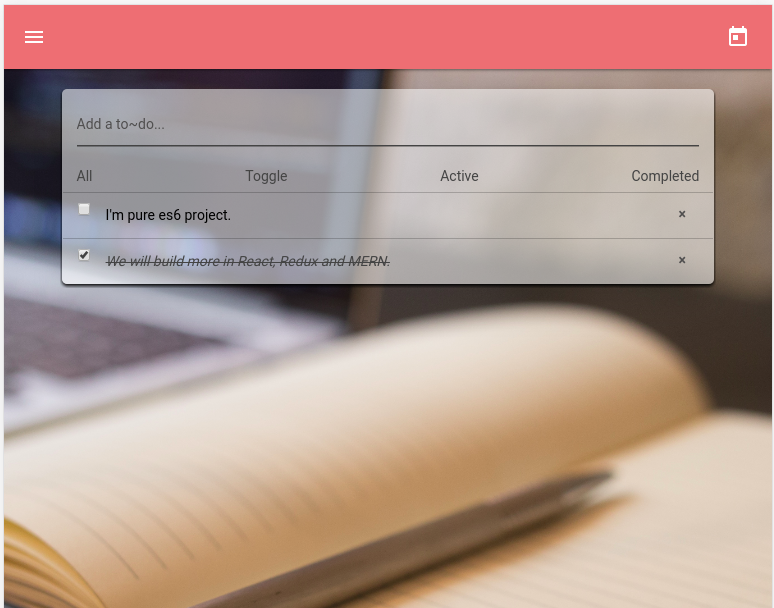 Add a to~do...
All Toggle Active Completed
I'm pure es6 project. ×
We will build more in React, Redux and MERN. ×